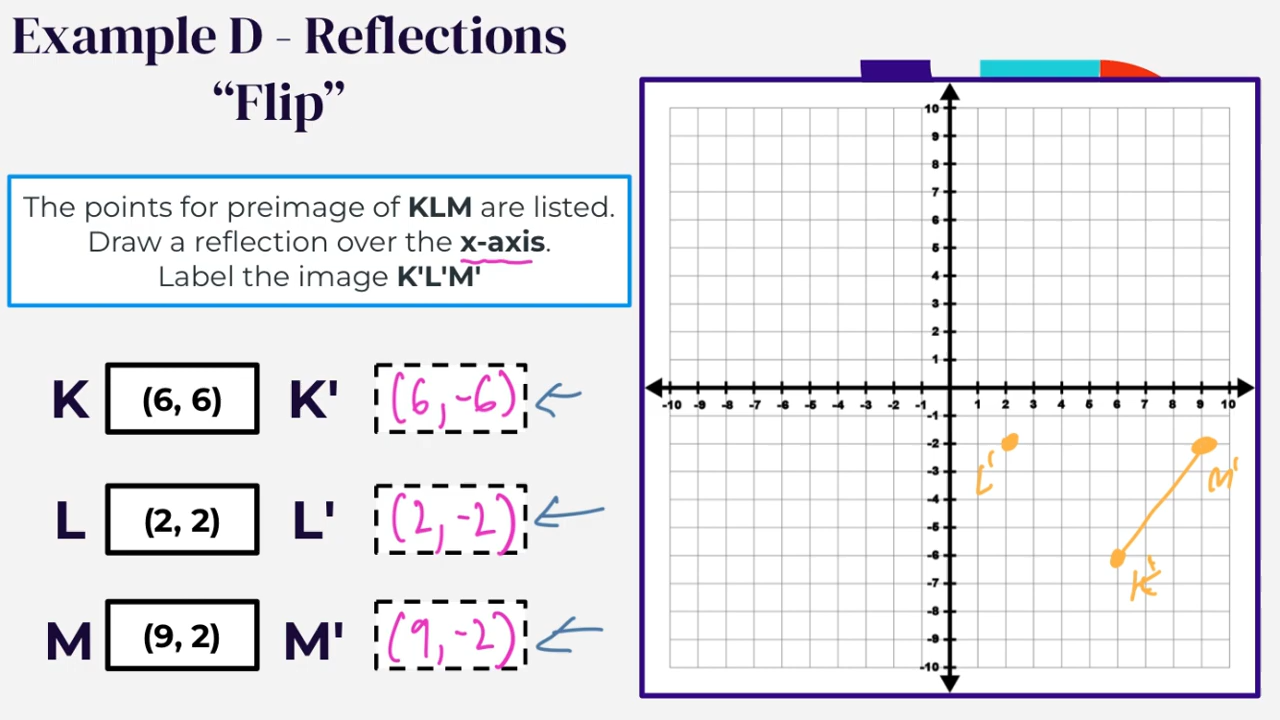 Example D - Reflections
“Flip”
The points for preimage of KLM are listed.
Draw a reflection over the x-axis.
Label the image K'L'M'
K (6, 6) K' (6, -6)
L (2, 2) L' (2, -2)
M (9, 2) M' (9, -2)
10
9
8
7
6
5
4
3
2
1
-10 -9 -8 -7 -6 -5 -4 -3 -2 -1 1 2 3 4 5 6 7 8 9 10
-1
-2
-3
-4
-5
-6
-7
-8
-9
-10
L'
M'
K'